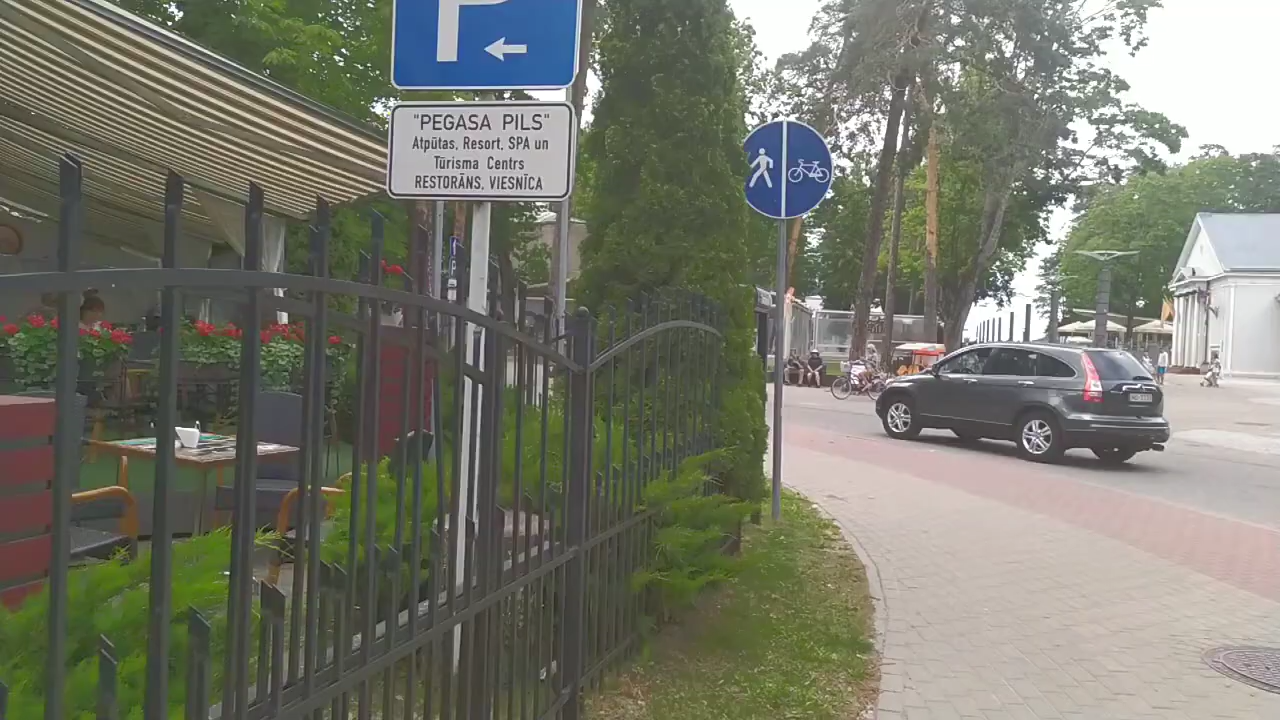 P
"PEGASA PILS"
Atpūtas, Resort, SPA un
Tūrisma Centrs
RESTORĀNS, VIESNĪCA